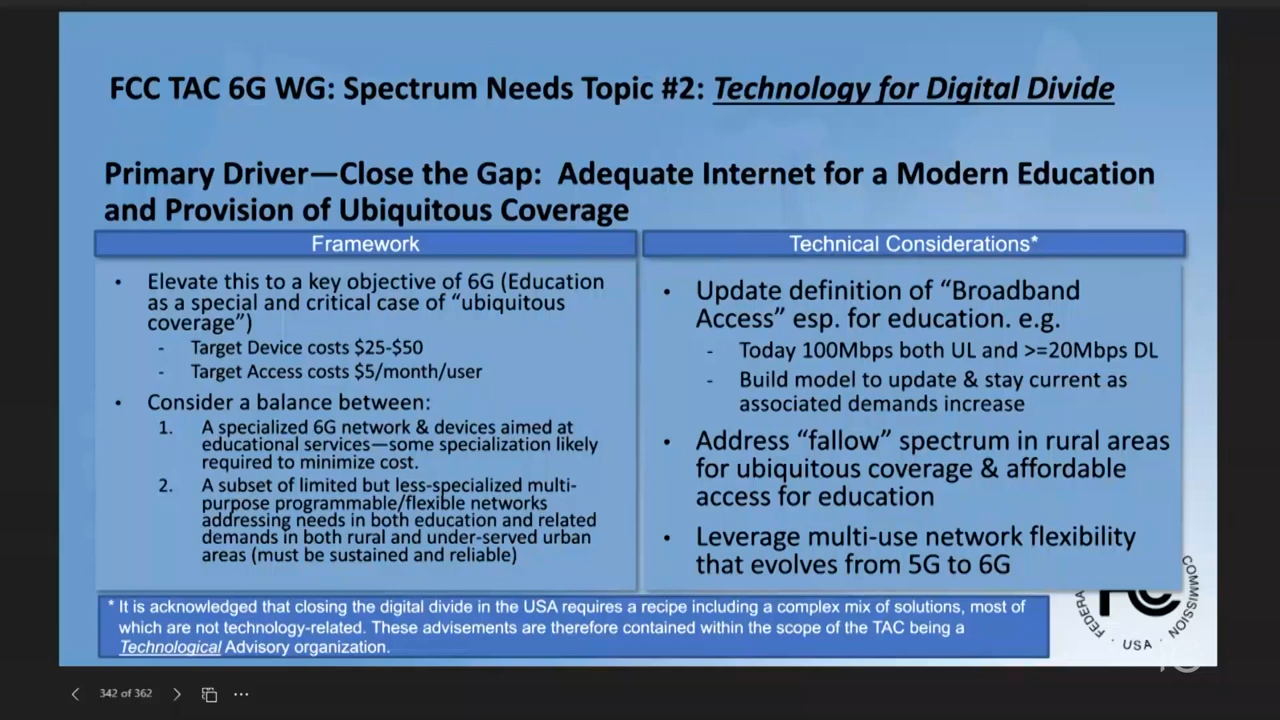 FCC TAC 6G WG: Spectrum Needs Topic #2: Technology for Digital Divide
Primary Driver—Close the Gap: Adequate Internet for a Modern Education
and Provision of Ubiquitous Coverage
Framework
• Elevate this to a key objective of 6G (Education
as a special and critical case of “ubiquitous
coverage”)
- Target Device costs $25-$50
- Target Access costs $5/month/user
• Consider a balance between:
1. A specialized 6G network & devices aimed at
educational services—some specialization likely
required to minimize cost.
2. A subset of limited but less-specialized multi-
purpose programmable/flexible networks
addressing needs in both education and related
demands in both rural and under-served urban
areas (must be sustained and reliable)
Technical Considerations*
• Update definition of “Broadband
Access” esp. for education. e.g.
- Today 100Mbps both UL and >=20Mbps DL
- Build model to update & stay current as
associated demands increase
• Address “fallow” spectrum in rural areas
for ubiquitous coverage & affordable
access for education
• Leverage multi-use network flexibility
that evolves from 5G to 6G
* It is acknowledged that closing the digital divide in the USA requires a recipe including a complex mix of solutions, most of
which are not technology-related. These advisements are therefore contained within the scope of the TAC being a
Technological Advisory organization.
COMMISSION
· USA ·
342 of 362